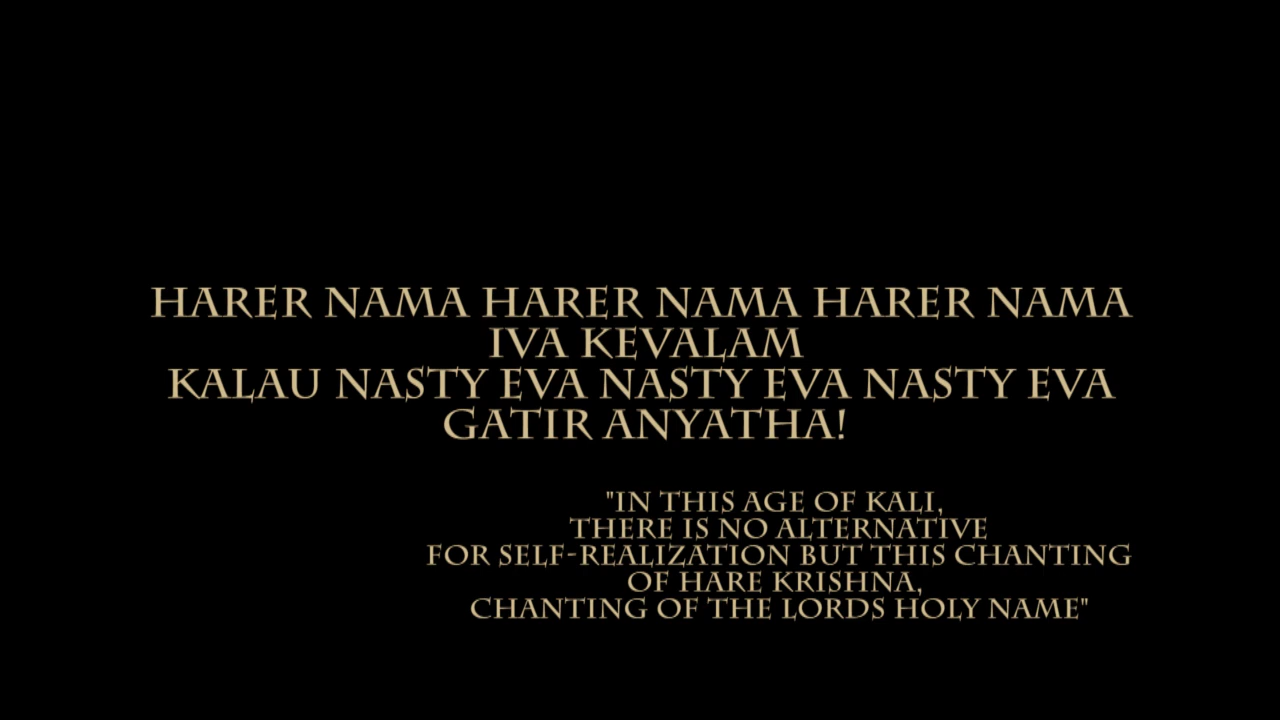 HARER NAMA HARER NAMA HARER NAMA
IVA KEVALAM
KALAU NASTY EVA NASTY EVA NASTY EVA
GATIR ANYATHA!
"IN THIS AGE OF KALI,
THERE IS NO ALTERNATIVE
FOR SELF-REALIZATION BUT THIS CHANTING
OF HARE KRISHNA,
CHANTING OF THE LORDS HOLY NAME"